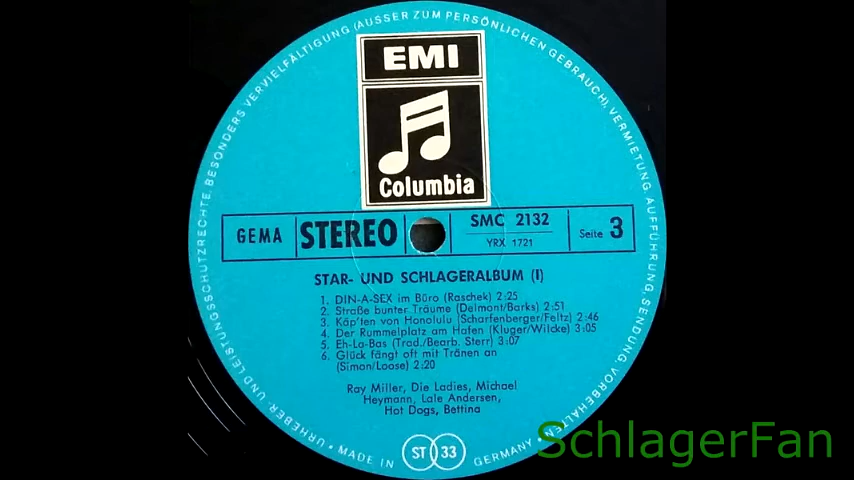 URHEBER- UND LEISTUNGSSCHUTZRECHTE, BESONDERS VERVIELFÄLTIGUNG (AUSSER ZUM PERSÖNLICHEN GEBRAUCH), VERMIETUNG, AUFFÜHRUNG, SENDUNG, VORBEHALTEN
EMI
Columbia
GEMA
STEREO
SMC 2132
YRX 1721
Seite 3
STAR- UND SCHLAGERALBUM (I)
1. DIN-A-SEX im Büro (Raschek) 2:25
2. Straße bunter Träume (Delmont/Barks) 2:51
3. Käp'ten von Honolulu (Scharfenberger/Feltz) 2:46
4. Der Rummelplatz am Hafen (Kluger/Wilcke) 3:05
5. Eh-La-Bas (Trad./Bearb. Sterr) 3:07
6. Glück fängt oft mit Tränen an
(Simon/Loose) 2:20
Ray Miller, Die Ladies, Michael
Heymann, Lale Andersen,
Hot Dogs, Bettina
MADE IN ST 33 GERMANY
SchlagerFan